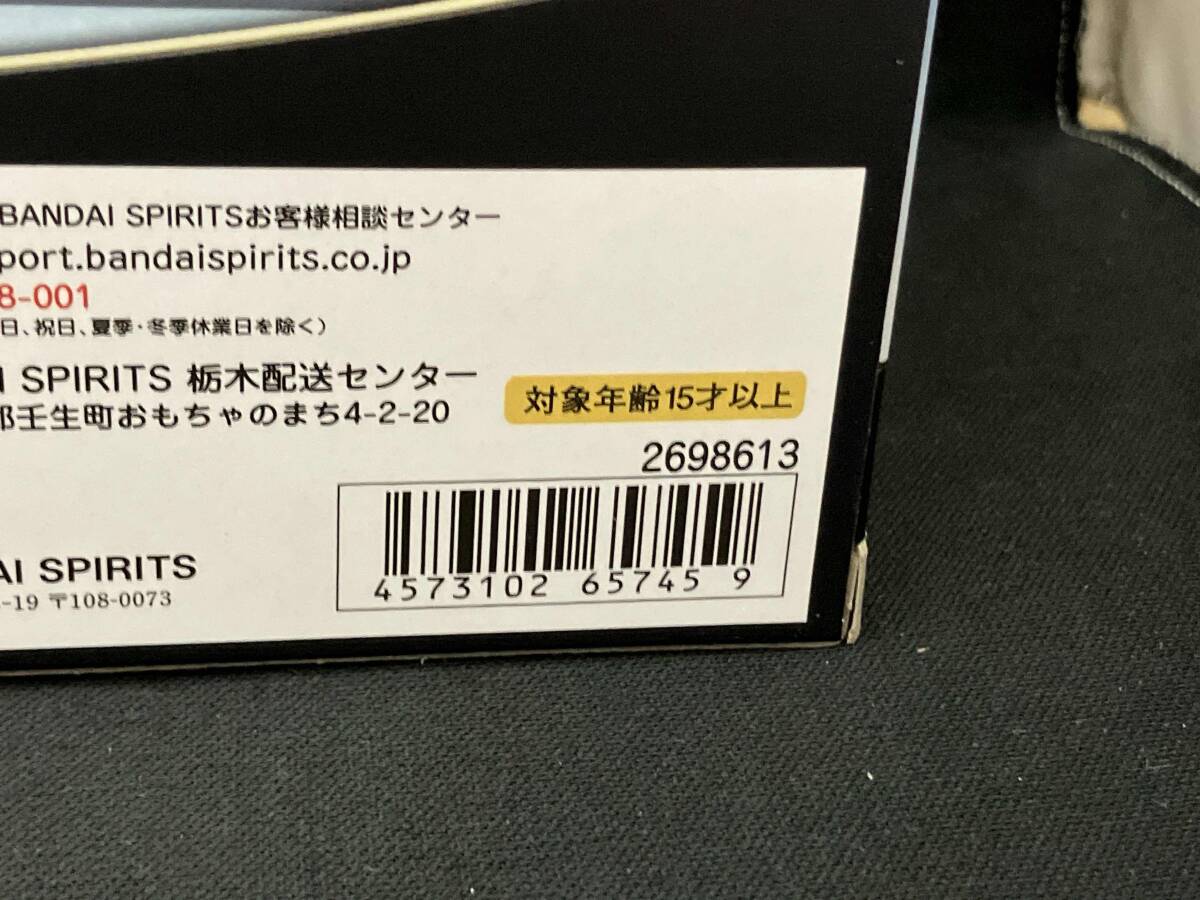 BANDAI SPIRITSお客様相談センター
port.bandaispirits.co.jp
8-001
日、祝日、夏季・冬季休業日を除く)
I SPIRITS 栃木配送センター
郡壬生町おもちゃのまち4-2-20
対象年齢15才以上
2698613
4573102 65745 9
AI SPIRITS
-19 〒108-0073